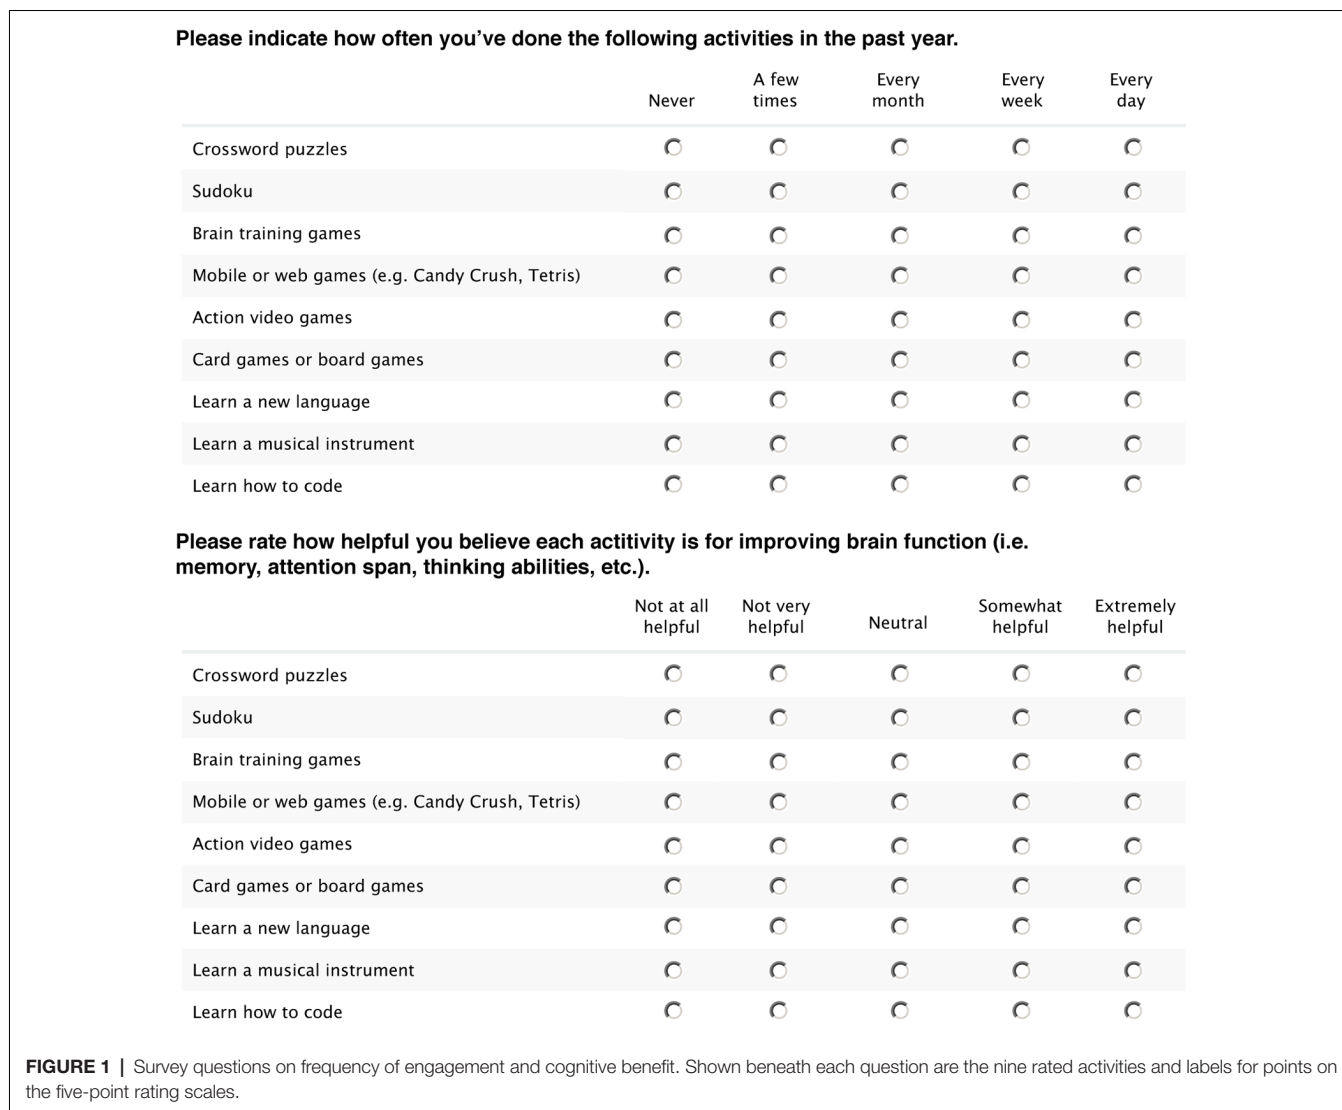 Please indicate how often you’ve done the following activities in the past year.
Never A few times Every month Every week Every day
Crossword puzzles
Sudoku
Brain training games
Mobile or web games (e.g. Candy Crush, Tetris)
Action video games
Card games or board games
Learn a new language
Learn a musical instrument
Learn how to code
Please rate how helpful you believe each actitivity is for improving brain function (i.e.
memory, attention span, thinking abilities, etc.).
Not at all helpful Not very helpful Neutral Somewhat helpful Extremely helpful
Crossword puzzles
Sudoku
Brain training games
Mobile or web games (e.g. Candy Crush, Tetris)
Action video games
Card games or board games
Learn a new language
Learn a musical instrument
Learn how to code
FIGURE 1 | Survey questions on frequency of engagement and cognitive benefit. Shown beneath each question are the nine rated activities and labels for points on
the five-point rating scales.